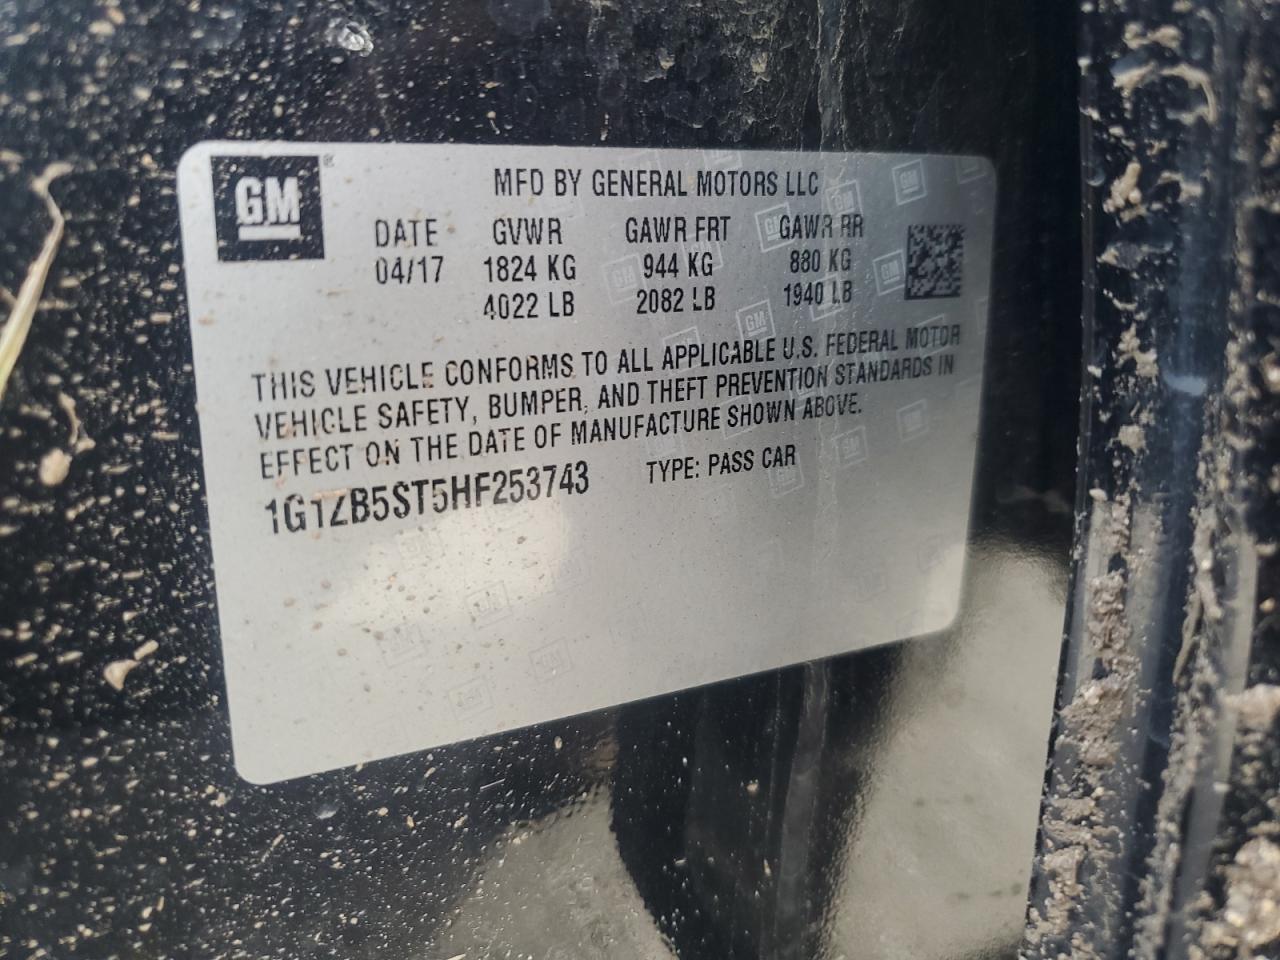 GM ®
MFD BY GENERAL MOTORS LLC
DATE GVWR GAWR FRT GAWR RR
04/17 1824 KG 944 KG 880 KG
4022 LB 2082 LB 1940 LB
THIS VEHICLE CONFORMS TO ALL APPLICABLE U.S. FEDERAL MOTOR
VEHICLE SAFETY, BUMPER, AND THEFT PREVENTION STANDARDS IN
EFFECT ON THE DATE OF MANUFACTURE SHOWN ABOVE.
1G1ZB5ST5HF253743 TYPE: PASS CAR